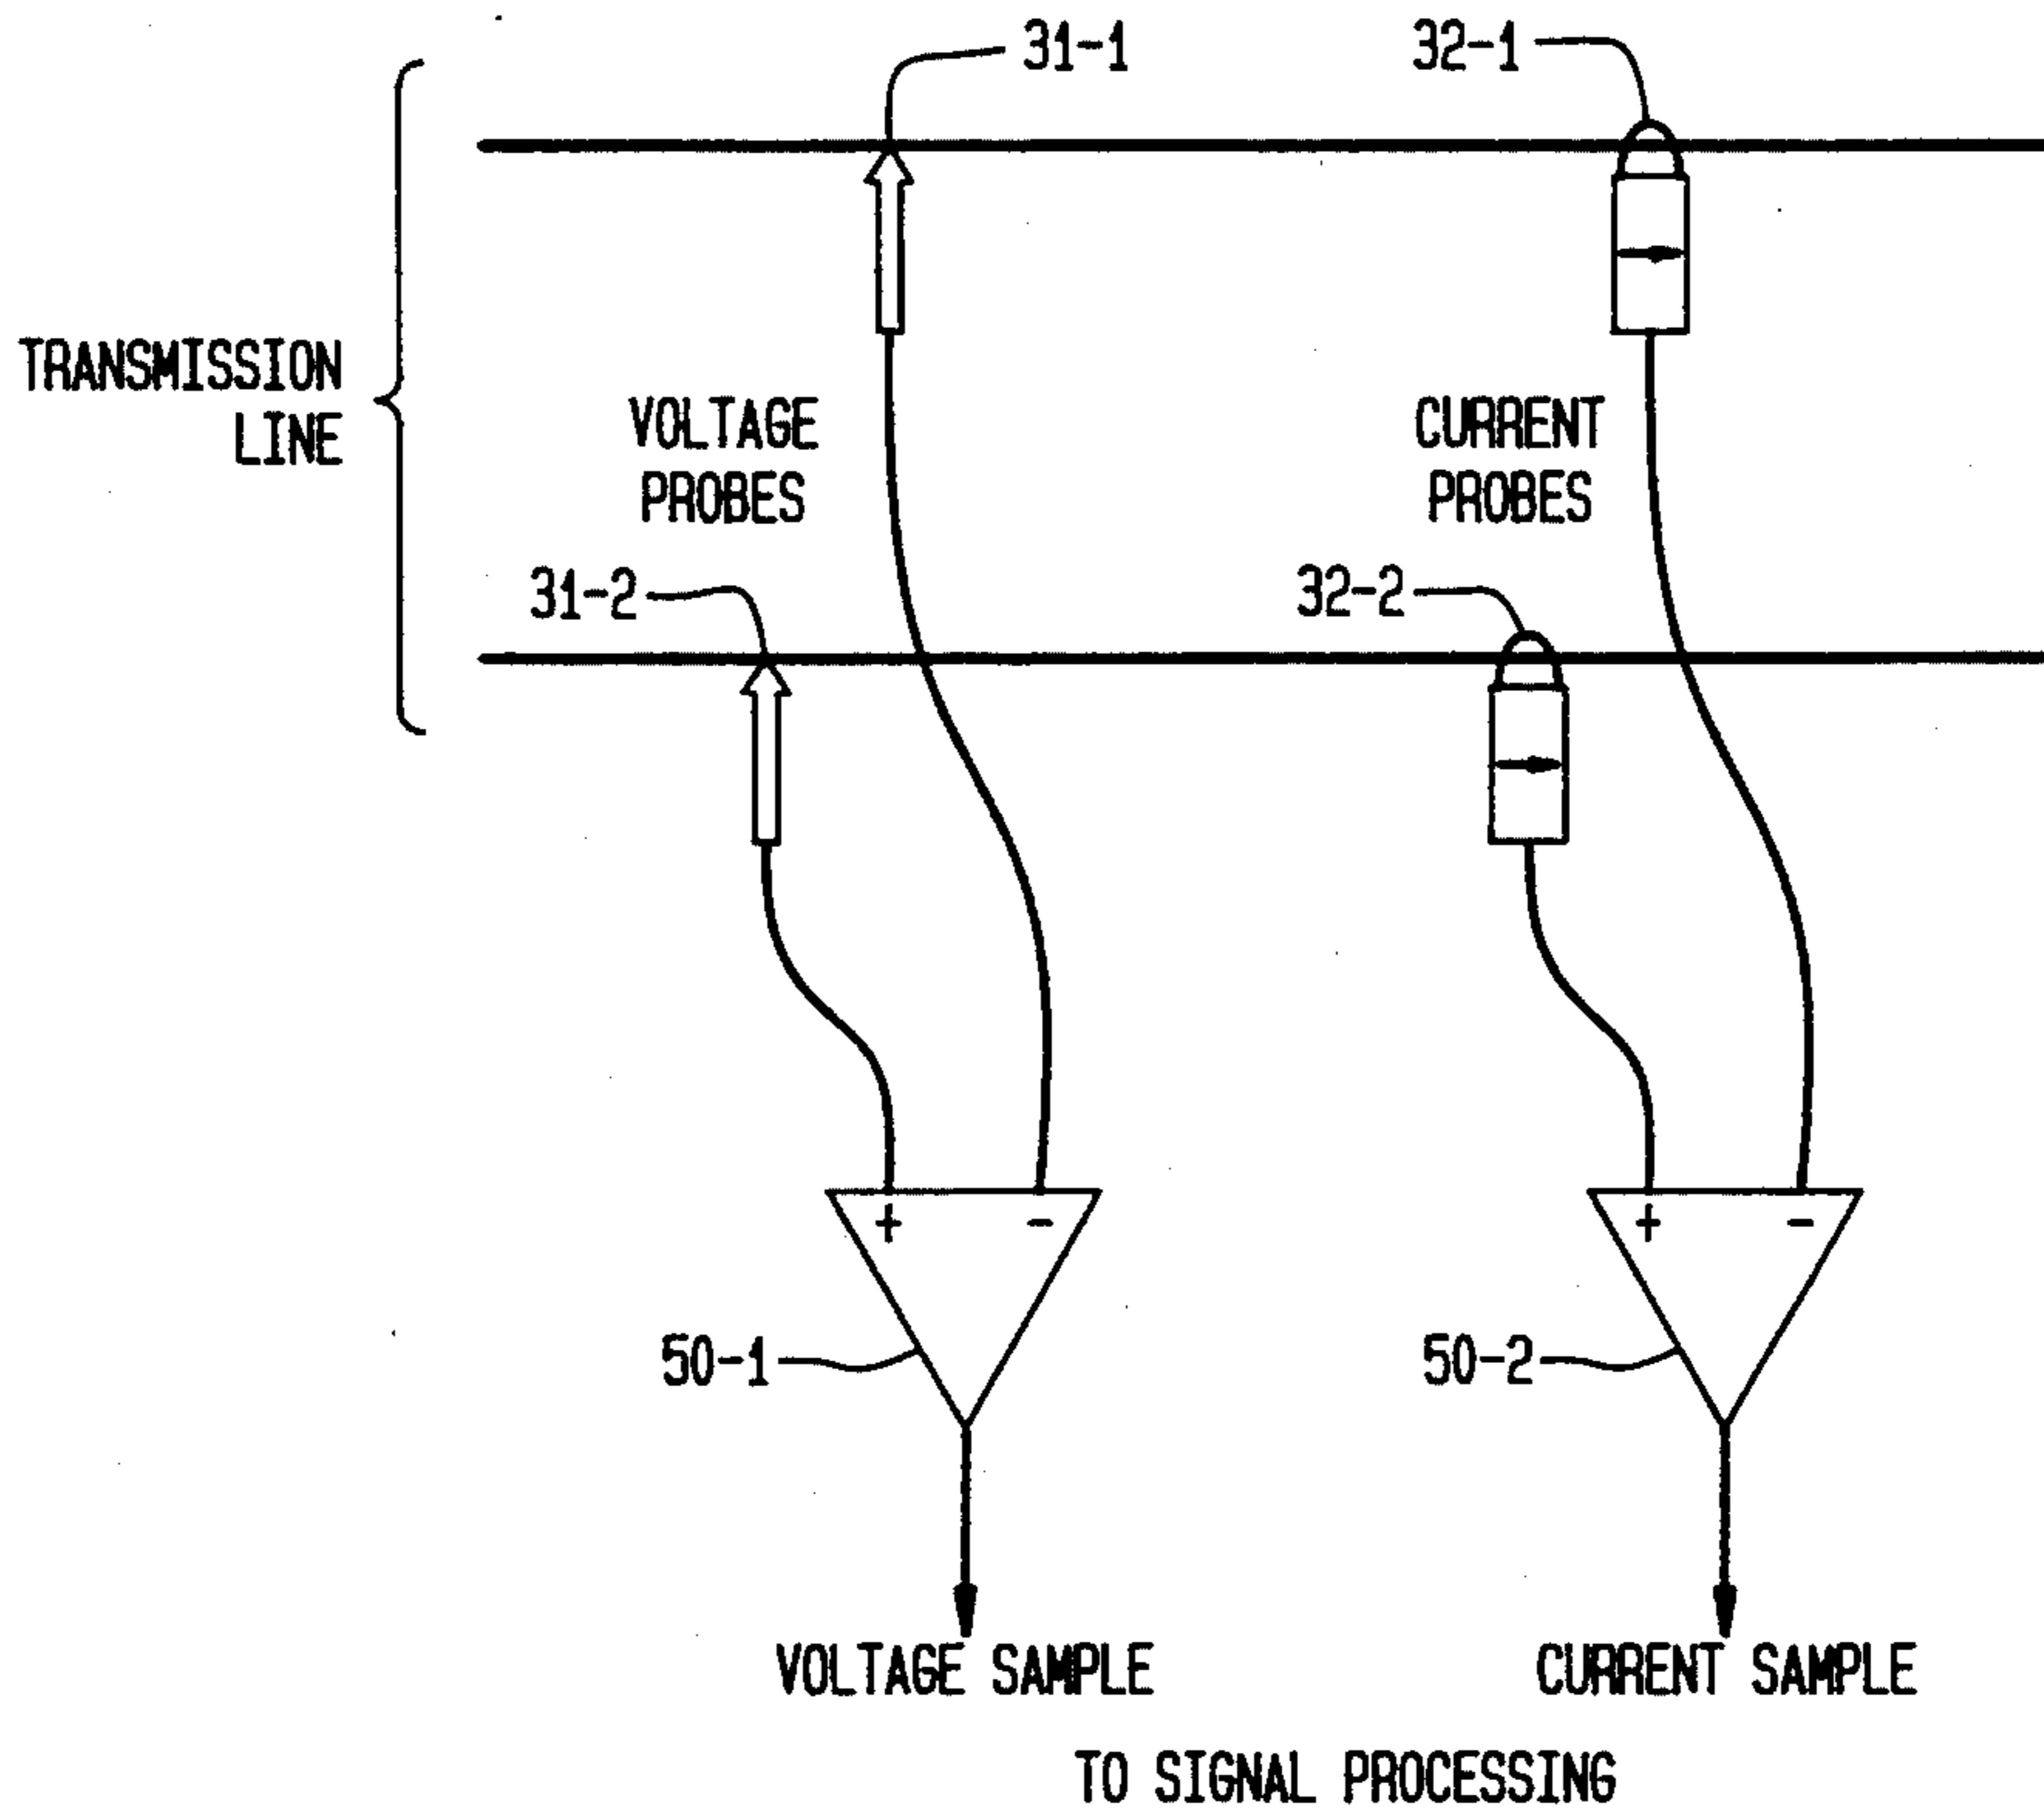 31-1
32-1
TRANSMISSION
LINE
VOLTAGE
PROBES
CURRENT
PROBES
31-2
32-2
+ -
+ -
50-1
50-2
VOLTAGE SAMPLE
CURRENT SAMPLE
TO SIGNAL PROCESSING